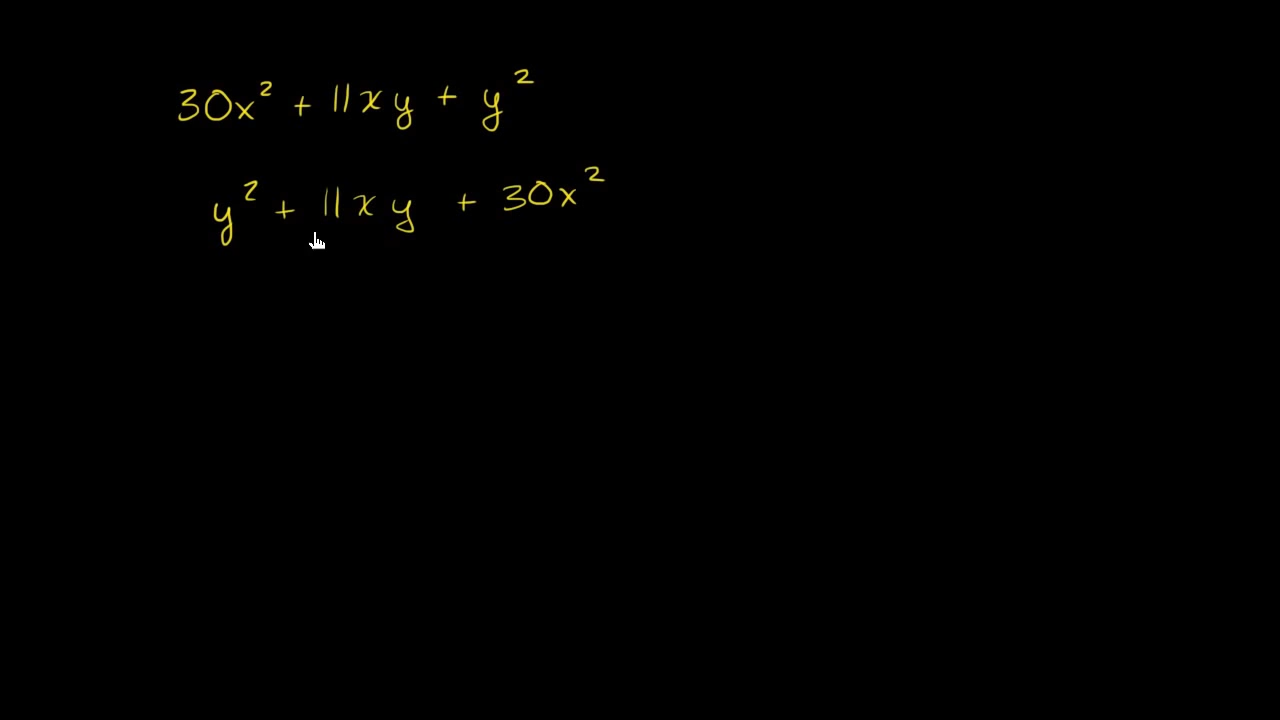 30x² + 11xy + y²
y² + 11xy + 30x²